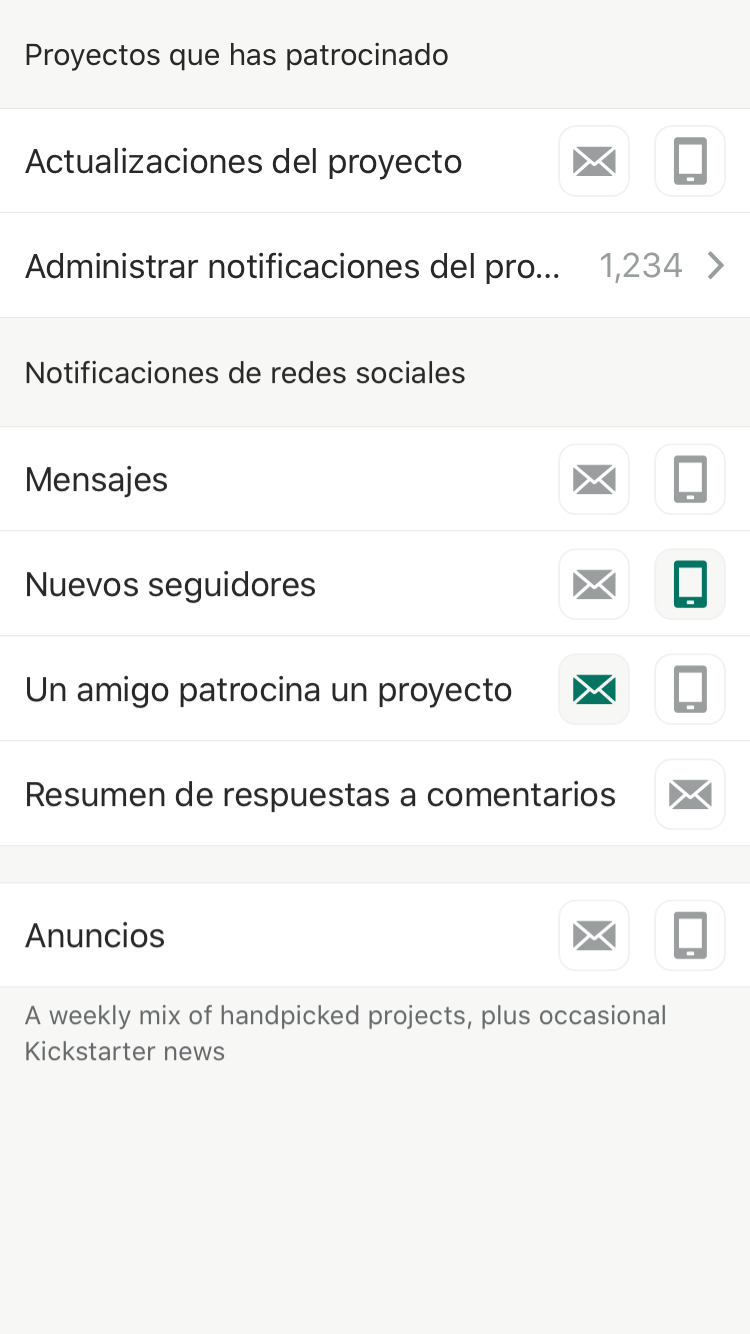 Proyectos que has patrocinado
Actualizaciones del proyecto
Administrar notificaciones del pro... 1,234
Notificaciones de redes sociales
Mensajes
Nuevos seguidores
Un amigo patrocina un proyecto
Resumen de respuestas a comentarios
Anuncios
A weekly mix of handpicked projects, plus occasional
Kickstarter news